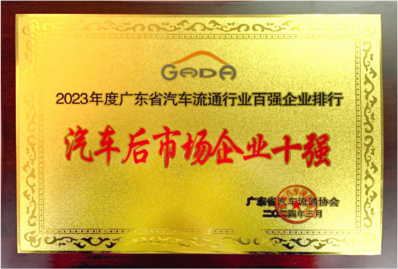 GADA
2023年度广东省汽车流通行业百强企业排行
汽车后市场企业十强
广东省汽车流通协会
二〇二四年三月